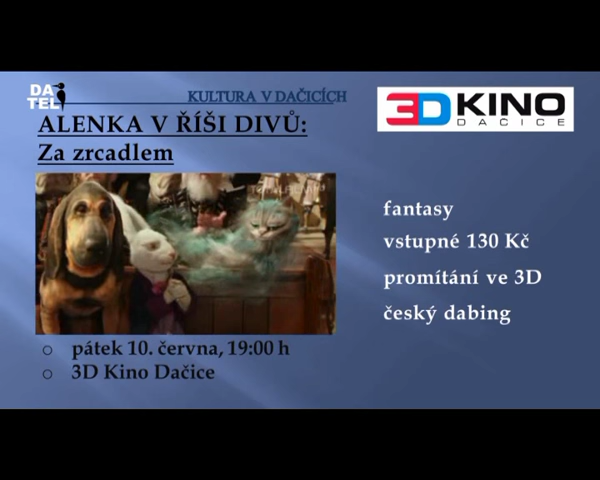 DA
TEL
KULTURA V DAČICÍCH
3D KINO
DAČICE
ALENKA V ŘÍŠI DIVŮ:
Za zrcadlem
fantasy
vstupné 130 Kč
promítání ve 3D
český dabing
pátek 10. června, 19:00 h
3D Kino Dačice